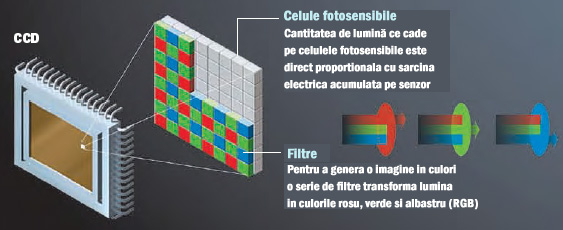 CCD
Celule fotosensibile
Cantitatea de lumină ce cade
pe celulele fotosensibile este
direct proportionala cu sarcina
electrica acumulata pe senzor
Filtre
Pentru a genera o imagine in culori
o serie de filtre transforma lumina
in culorile rosu, verde si albastru (RGB)